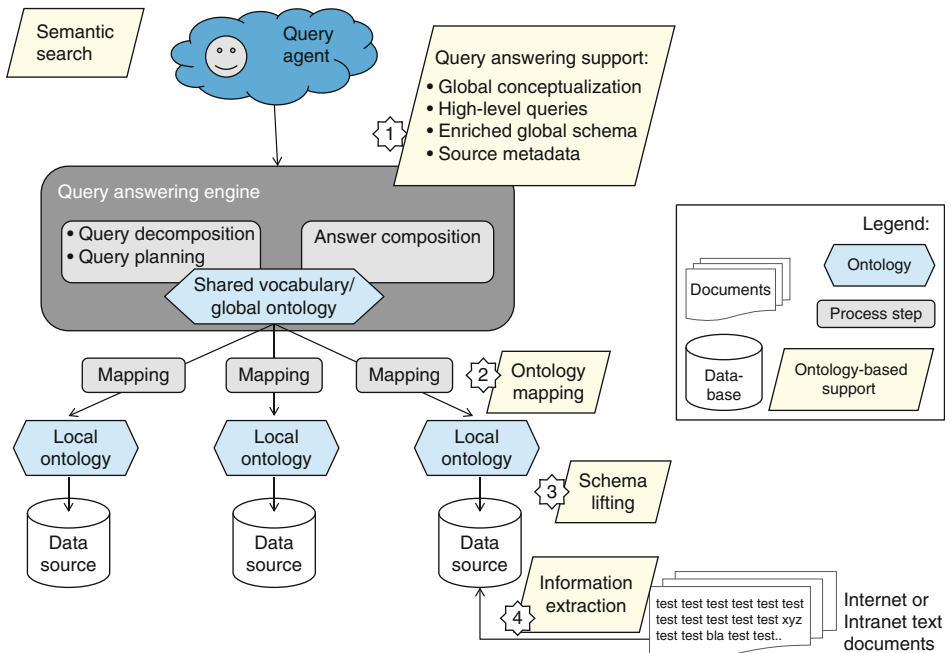 Semantic
search
Query
agent
Query answering support:
• Global conceptualization
• High-level queries
• Enriched global schema
• Source metadata
1
Query answering engine
• Query decomposition
• Query planning
Answer composition
Shared vocabulary/
global ontology
Mapping
Mapping
Mapping
2
Ontology
mapping
Local
ontology
Local
ontology
Local
ontology
3
Schema
lifting
Data
source
Data
source
Data
source
4
Information
extraction
test test test test test test
test test test test test xyz
test test bla test test..
Internet or
Intranet text
documents
Legend:
Documents
Ontology
Process step
Data-
base
Ontology-based
support